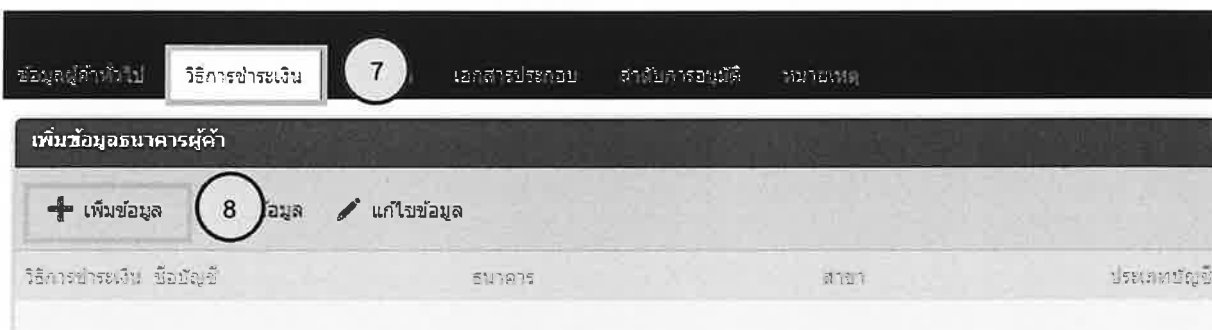 ข้อมูลผู้ค้าทั่วไป วิธีการชำระเงิน 7 เอกสารประกอบ ลำดับการอนุมัติ หมายเหตุ
เพิ่มข้อมูลธนาคารผู้ค้า
เพิ่มข้อมูล 8 แก้ไขข้อมูล
วิธีการชำระเงิน ชื่อบัญชี ธนาคาร สาขา ประเภทบัญชี